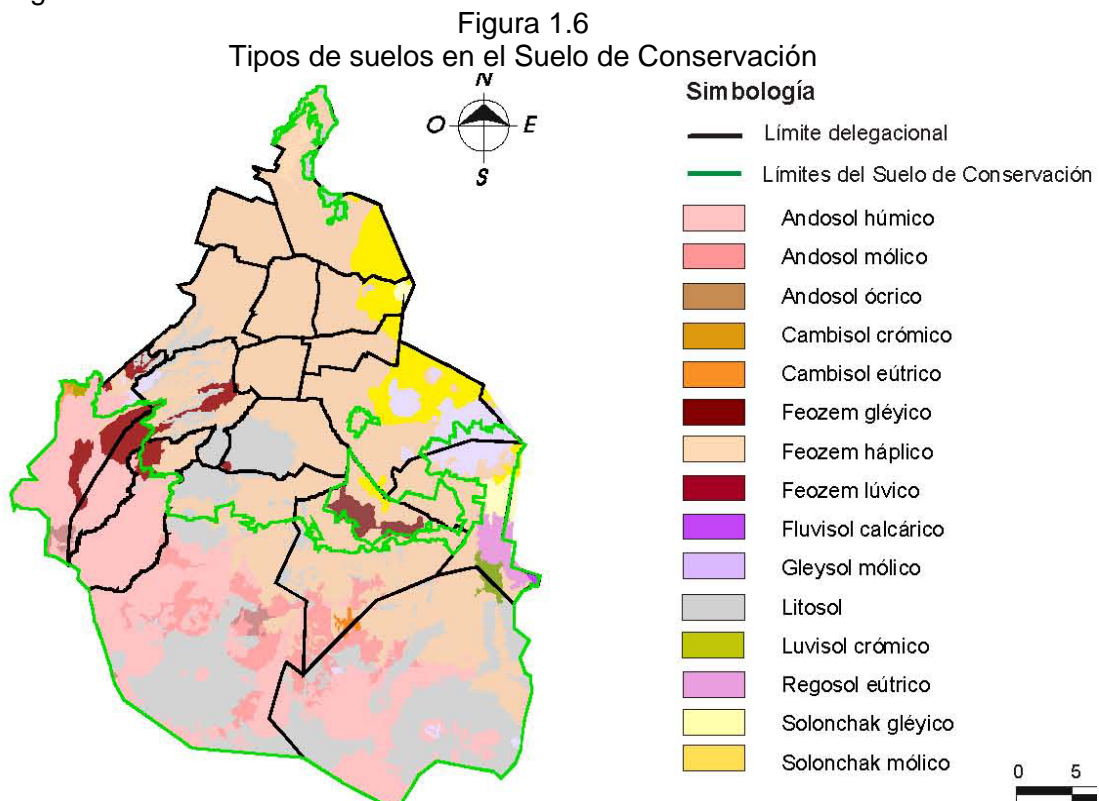 Figura 1.6
Tipos de suelos en el Suelo de Conservación
N
O
E
S
Simbología
Límite delegacional
Límites del Suelo de Conservación
Andosol húmico
Andosol mólico
Andosol ócrico
Cambisol crómico
Cambisol eútrico
Feozem gléyico
Feozem háplico
Feozem lúvico
Fluvisol calcárico
Gleysol mólico
Litosol
Luvisol crómico
Regosol eútrico
Solonchak gléyico
Solonchak mólico
0 5